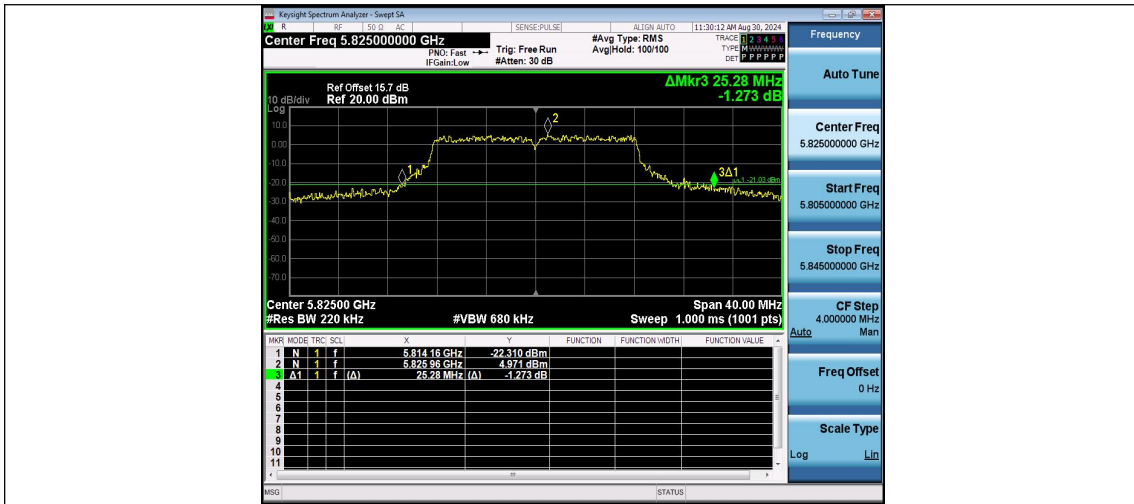 Keysight Spectrum Analyzer - Swept SA
R RF 50 Ω AC SENSE:PULSE ALIGN AUTO 11:30:12 AM Aug 30, 2024
Center Freq 5.825000000 GHz
PNO: Fast
IFGain:Low
Trig: Free Run
#Atten: 30 dB
#Avg Type: RMS
Avg|Hold: 100/100
TRACE 1 2 3 4 5 6
TYPE M W W W W W
DET P P P P P P
Frequency
Auto Tune
Center Freq
5.825000000 GHz
Start Freq
5.805000000 GHz
Stop Freq
5.845000000 GHz
CF Step
4.000000 MHz
Auto Man
Freq Offset
0 Hz
Scale Type
Log Lin
ΔMkr3 25.28 MHz
-1.273 dB
Ref Offset 15.7 dB
10 dB/div Ref 20.00 dBm
Log
10.0
0.00
-10.0
-20.0
-30.0
-40.0
-50.0
-60.0
-70.0
1
2
3Δ1
-21.03 dBm
Center 5.82500 GHz Span 40.00 MHz
#Res BW 220 kHz #VBW 680 kHz Sweep 1.000 ms (1001 pts)
MKR MODE TRC SCL X Y FUNCTION FUNCTION WIDTH FUNCTION VALUE
1 N 1 f 5.814 16 GHz -22.310 dBm
2 N 1 f 5.825 96 GHz 4.971 dBm
3 Δ1 1 f (Δ) 25.28 MHz (Δ) -1.273 dB
4
5
6
7
8
9
10
11
MSG STATUS